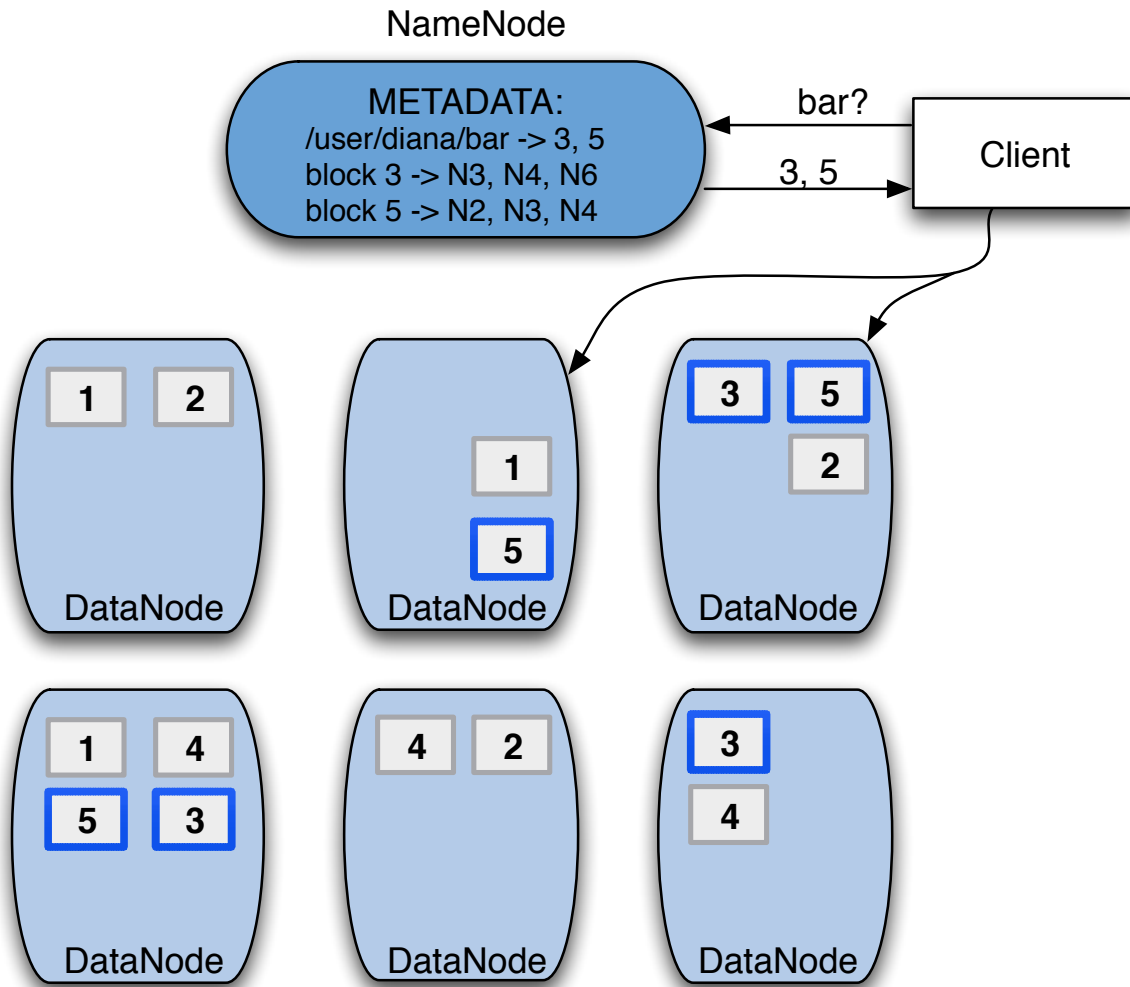 NameNode
METADATA:
/user/diana/bar -> 3, 5
block 3 -> N3, N4, N6
block 5 -> N2, N3, N4
bar?
3, 5
Client
1 2
DataNode
1
5
DataNode
3 5
2
DataNode
1 4
5 3
DataNode
4 2
DataNode
3
4
DataNode